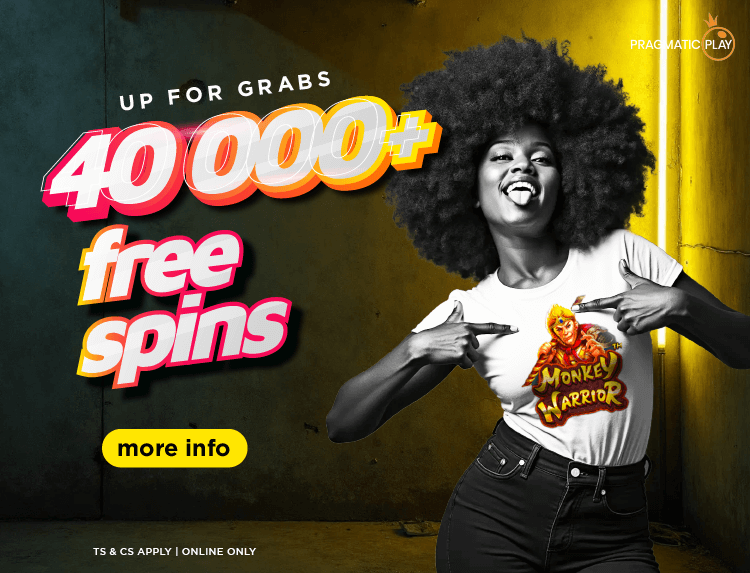 PRAGMATIC PLAY
UP FOR GRABS
40 000+
free
spins
MONKEY
WARRIOR
more info
TS & CS APPLY | ONLINE ONLY